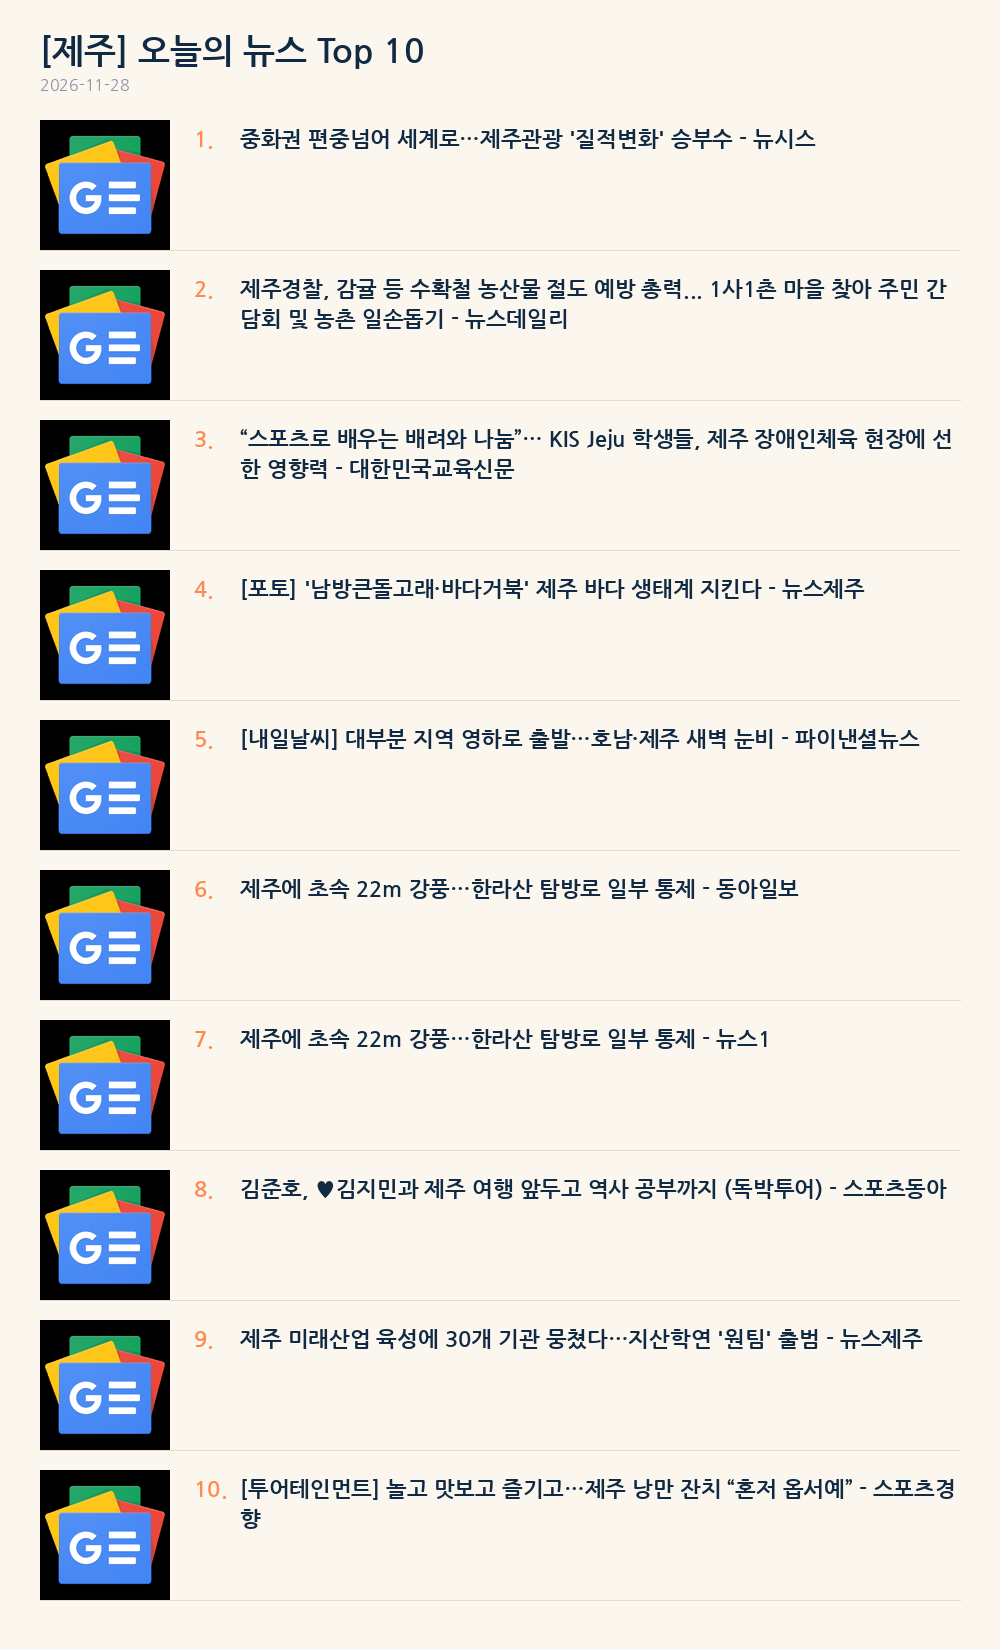 [제주] 오늘의 뉴스 Top 10
2026-11-28
GE
1. 중화권 편중넘어 세계로…제주관광 '질적변화' 승부수 - 뉴시스
GE
2. 제주경찰, 감귤 등 수확철 농산물 절도 예방 총력... 1사1촌 마을 찾아 주민 간
담회 및 농촌 일손돕기 - 뉴스데일리
GE
3. “스포츠로 배우는 배려와 나눔”… KIS Jeju 학생들, 제주 장애인체육 현장에 선
한 영향력 - 대한민국교육신문
GE
4. [포토] '남방큰돌고래·바다거북' 제주 바다 생태계 지킨다 - 뉴스제주
GE
5. [내일날씨] 대부분 지역 영하로 출발…호남·제주 새벽 눈비 - 파이낸셜뉴스
GE
6. 제주에 초속 22m 강풍…한라산 탐방로 일부 통제 - 동아일보
GE
7. 제주에 초속 22m 강풍…한라산 탐방로 일부 통제 - 뉴스1
GE
8. 김준호, ♥김지민과 제주 여행 앞두고 역사 공부까지 (독박투어) - 스포츠동아
GE
9. 제주 미래산업 육성에 30개 기관 뭉쳤다…지산학연 '원팀' 출범 - 뉴스제주
GE
10. [투어테인먼트] 놀고 맛보고 즐기고…제주 낭만 잔치 “혼저 옵서예” - 스포츠경
향